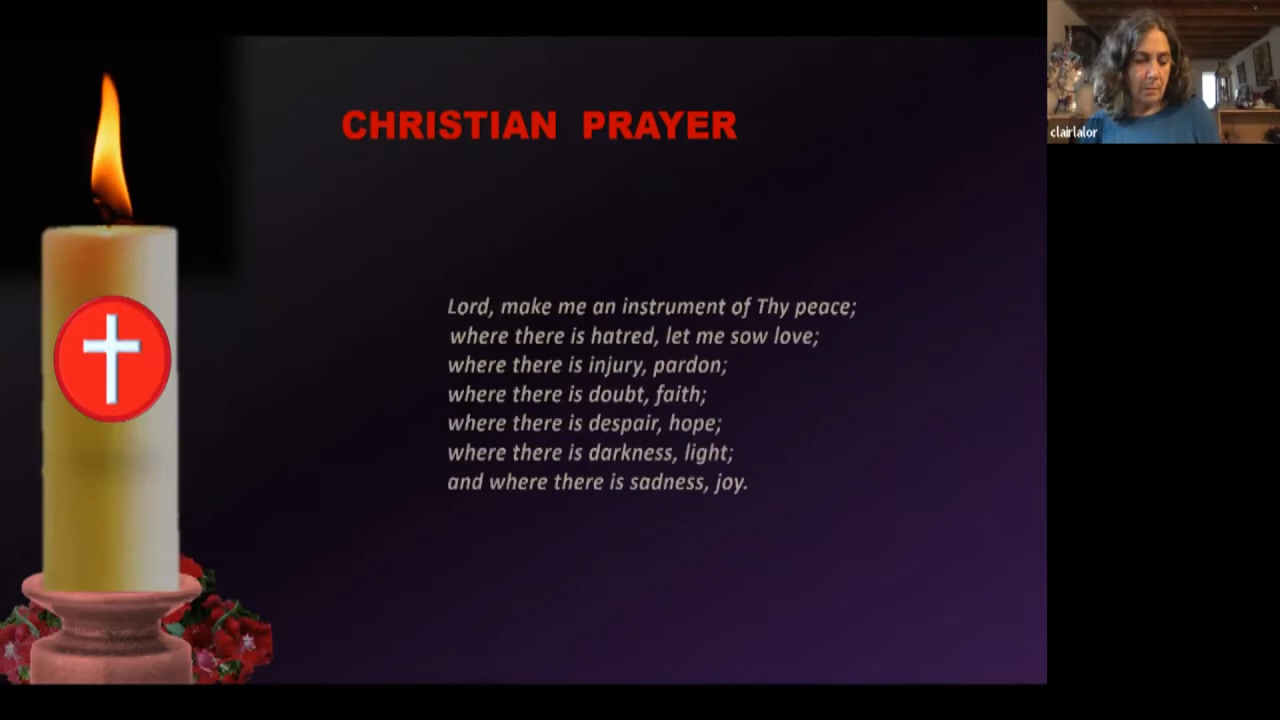 CHRISTIAN PRAYER
clairlalor
Lord, make me an instrument of Thy peace;
where there is hatred, let me sow love;
where there is injury, pardon;
where there is doubt, faith;
where there is despair, hope;
where there is darkness, light;
and where there is sadness, joy.